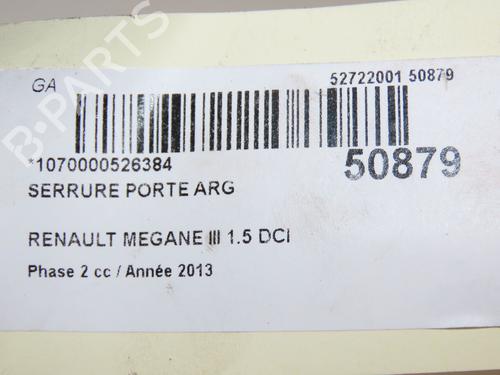 GA
52722001 50879
*1070000526384
50879
SERRURE PORTE ARG
RENAULT MEGANE III 1.5 DCI
Phase 2 cc / Année 2013
B-PARTS